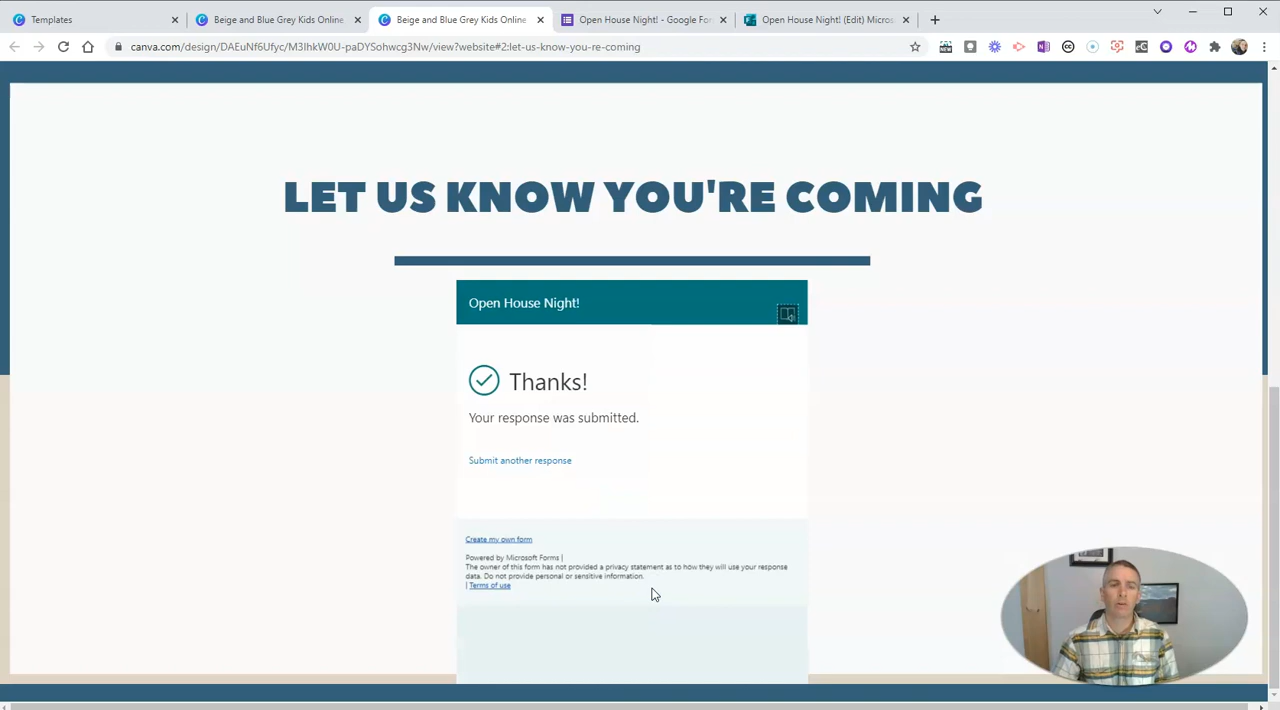 Templates
Beige and Blue Grey Kids Online
Beige and Blue Grey Kids Online
Open House Night! - Google For
Open House Night! (Edit) Micros
canva.com/design/DAEuNf6Ufyc/M3IhkW0U-paDYSohwcg3Nw/view?website#2:let-us-know-you-re-coming
LET US KNOW YOU'RE COMING
Open House Night!
Thanks!
Your response was submitted.
Submit another response
Create my own form
Powered by Microsoft Forms |
The owner of this form has not provided a privacy statement as to how they will use your response
data. Do not provide personal or sensitive information.
| Terms of use